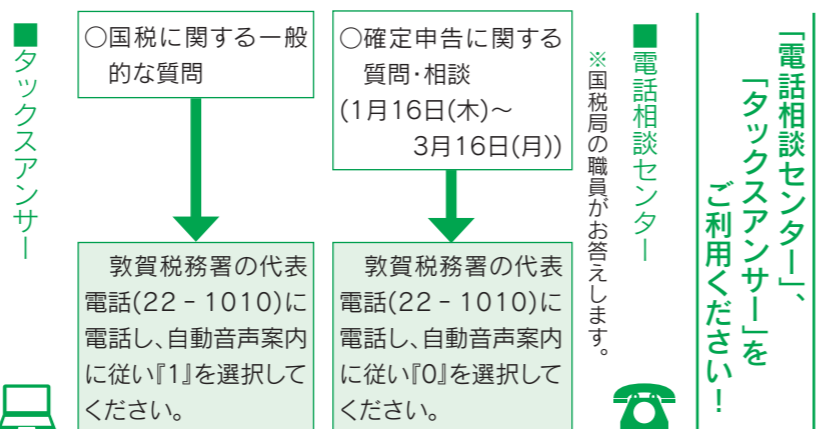 「電話相談センター」、
「タックスアンサー」を
ご利用ください！
■電話相談センター
※国税局の職員がお答えします。
○確定申告に関する
質問・相談
(1月16日(木)～
3月16日(月))
敦賀税務署の代表
電話(22‐1010)に
電話し、自動音声案内
に従い『0』を選択して
ください。
○国税に関する一般
的な質問
敦賀税務署の代表
電話(22‐1010)に
電話し、自動音声案内
に従い『1』を選択して
ください。
■タックスアンサー